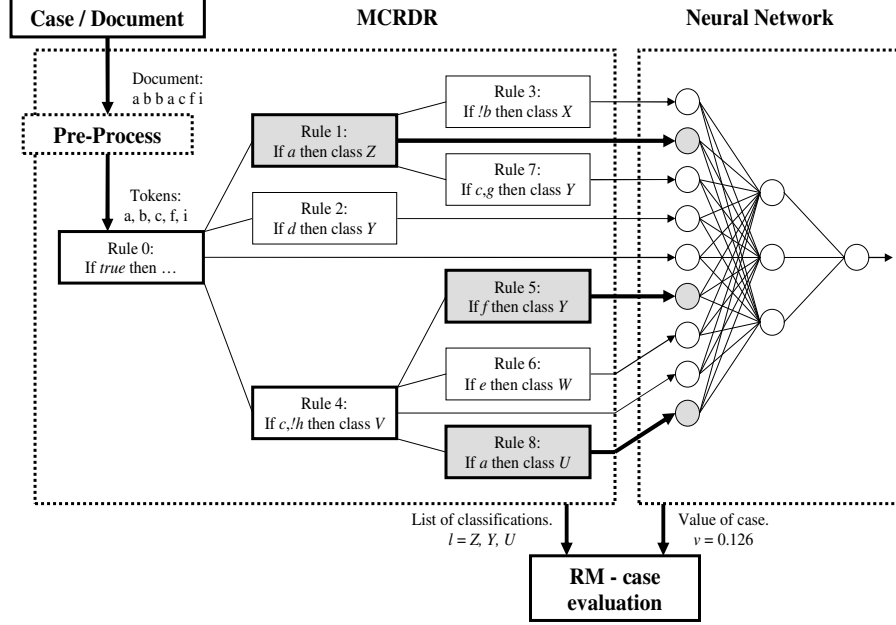 Case / Document
MCRDR
Neural Network
Document:
a b b a c f i
Pre-Process
Tokens:
a, b, c, f, i
Rule 0:
If true then …
Rule 1:
If a then class Z
Rule 2:
If d then class Y
Rule 3:
If !b then class X
Rule 7:
If c,g then class Y
Rule 5:
If f then class Y
Rule 6:
If e then class W
Rule 4:
If c,!h then class V
Rule 8:
If a then class U
List of classifications.
l = Z, Y, U
Value of case.
v = 0.126
RM - case
evaluation